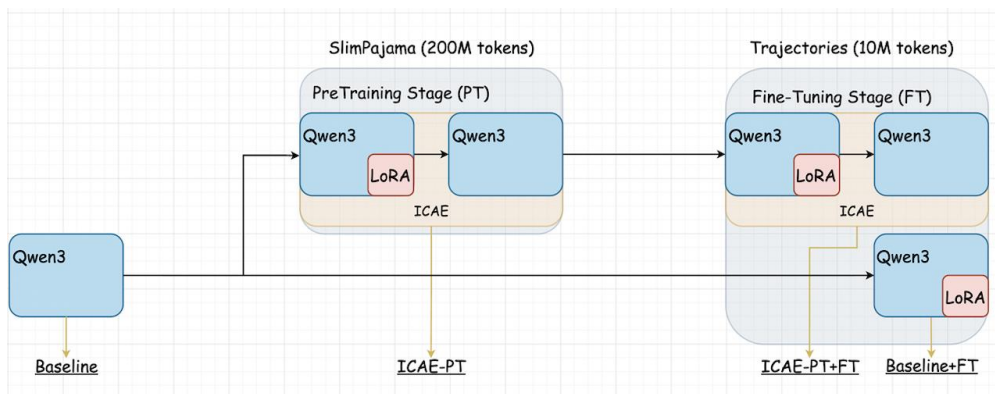 SlimPajama (200M tokens)
Trajectories (10M tokens)
PreTraining Stage (PT)
Fine-Tuning Stage (FT)
Qwen3
LoRA
Qwen3
ICAE
Qwen3
LoRA
Qwen3
ICAE
Qwen3
Qwen3
LoRA
Baseline
ICAE-PT
ICAE-PT+FT
Baseline+FT